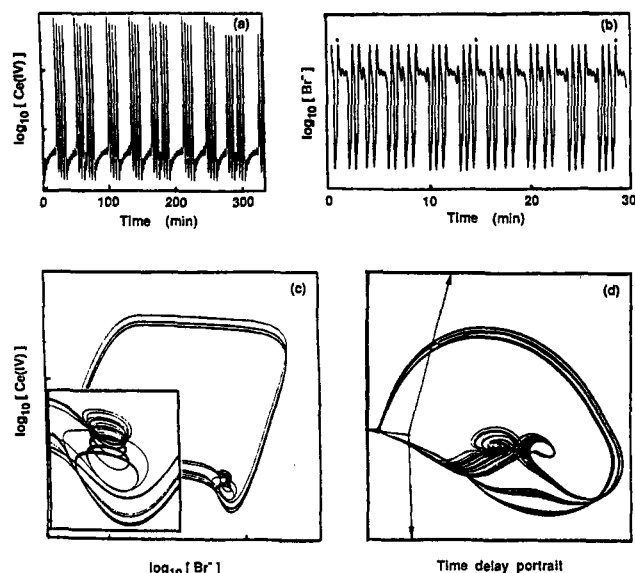 (a)
log10 [ Ce(IV)]
0 100 200 300
Time (min)
(b)
log10 [ Br⁻ ]
0 10 20 30
Time (min)
(c)
log10 [ Ce(IV)]
log10 [ Br⁻ ]
(d)
Time delay portrait